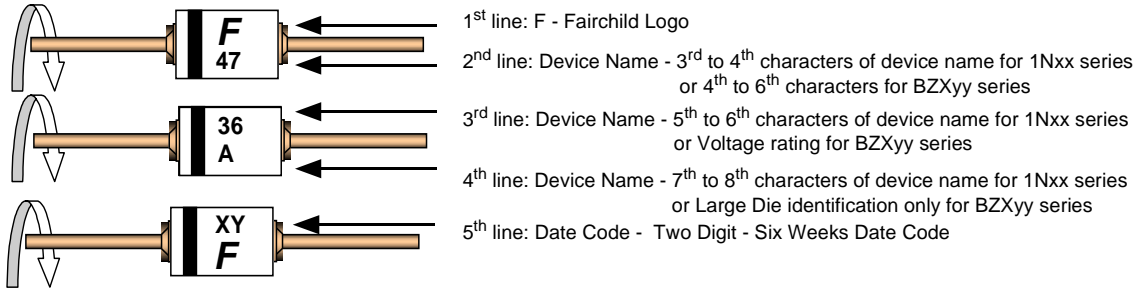 F
47
36
A
XY
F
1st line: F - Fairchild Logo
2nd line: Device Name - 3rd to 4th characters of device name for 1Nxx series
or 4th to 6th characters for BZXyy series
3rd line: Device Name - 5th to 6th characters of device name for 1Nxx series
or Voltage rating for BZXyy series
4th line: Device Name - 7th to 8th characters of device name for 1Nxx series
or Large Die identification only for BZXyy series
5th line: Date Code - Two Digit - Six Weeks Date Code